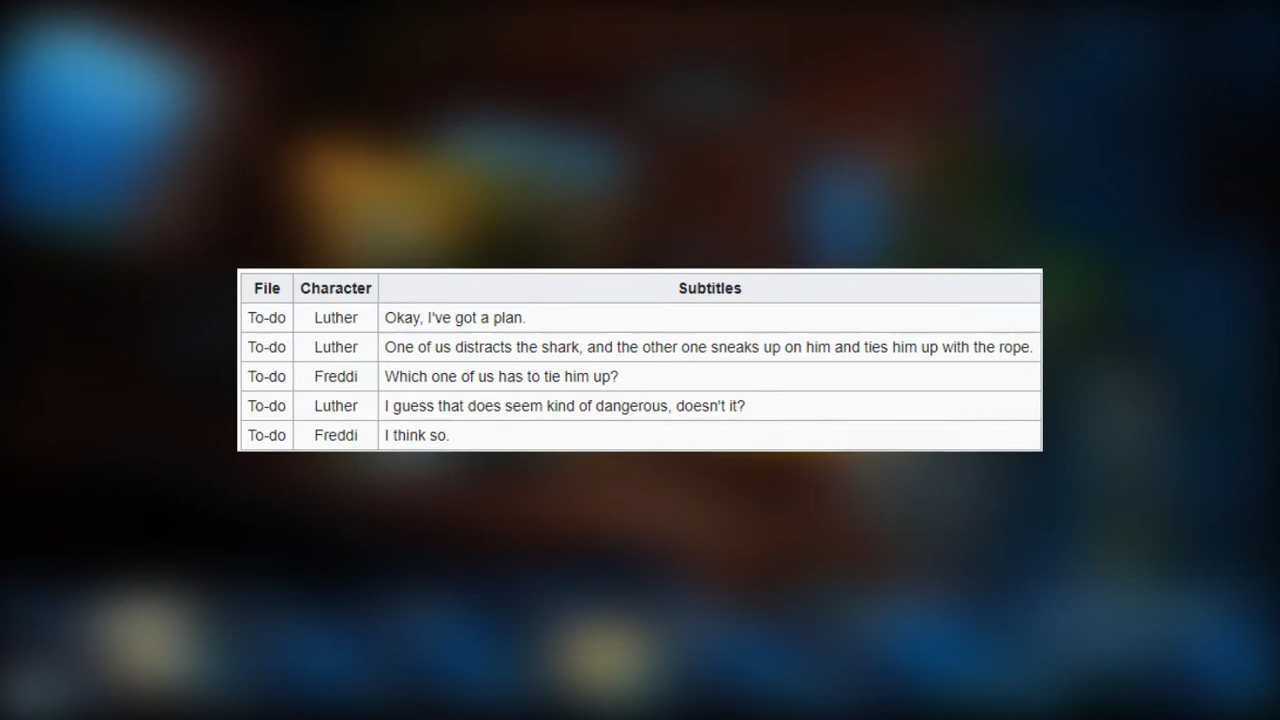 File Character Subtitles
To-do Luther Okay, I've got a plan.
To-do Luther One of us distracts the shark, and the other one sneaks up on him and ties him up with the rope.
To-do Freddi Which one of us has to tie him up?
To-do Luther I guess that does seem kind of dangerous, doesn't it?
To-do Freddi I think so.